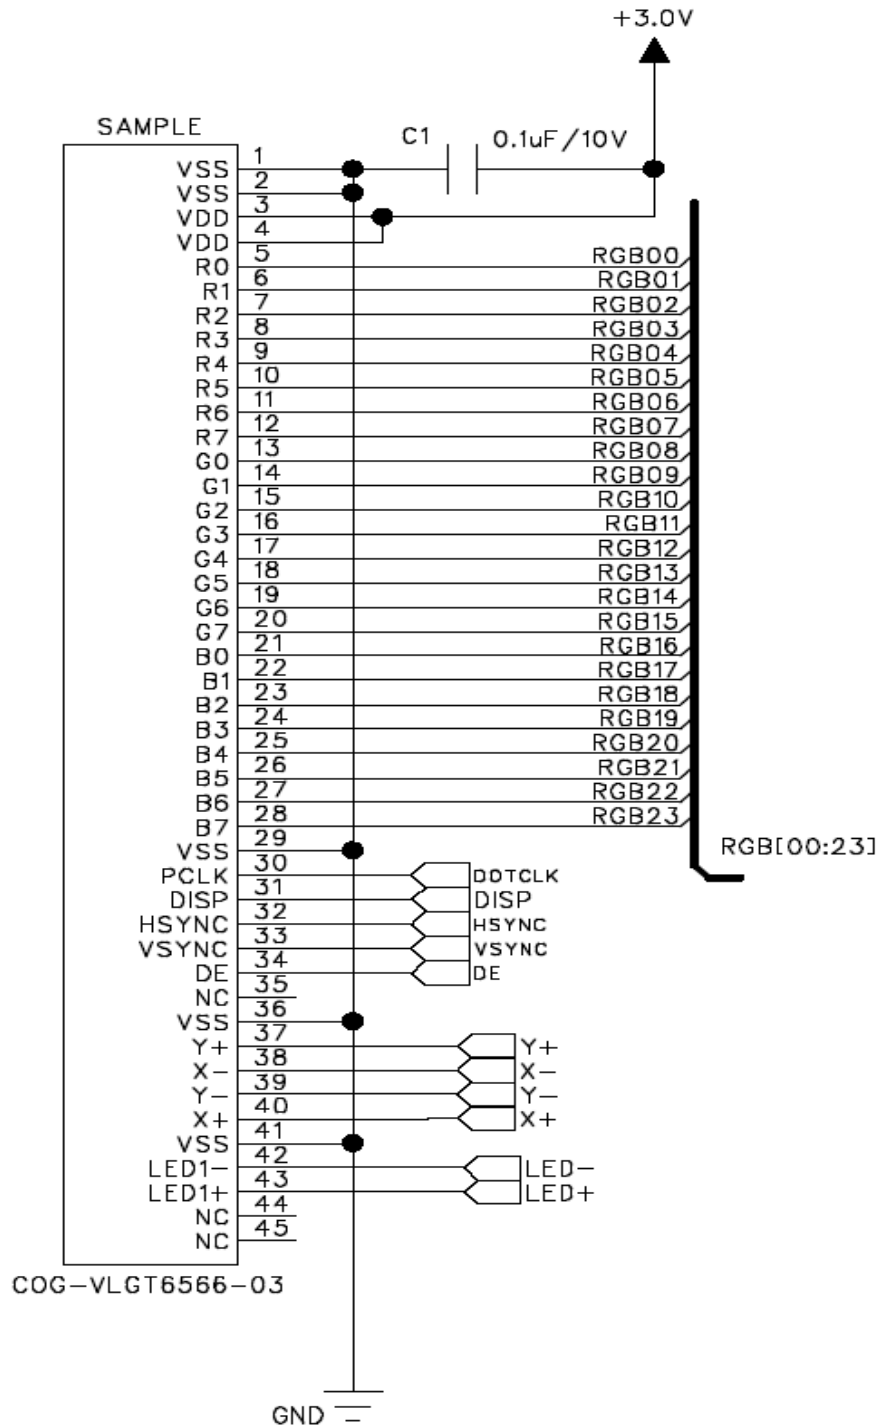 +3.0V
SAMPLE
C1 0.1uF/10V
VSS 1
VSS 2
VDD 3
VDD 4
R0 5 RGB00
R1 6 RGB01
R2 7 RGB02
R3 8 RGB03
R4 9 RGB04
R5 10 RGB05
R6 11 RGB06
R7 12 RGB07
G0 13 RGB08
G1 14 RGB09
G2 15 RGB10
G3 16 RGB11
G4 17 RGB12
G5 18 RGB13
G6 19 RGB14
G7 20 RGB15
B0 21 RGB16
B1 22 RGB17
B2 23 RGB18
B3 24 RGB19
B4 25 RGB20
B5 26 RGB21
B6 27 RGB22
B7 28 RGB23
VSS 29 RGB[00:23]
PCLK 30 DOTCLK
DISP 31 DISP
HSYNC 32 HSYNC
VSYNC 33 VSYNC
DE 34 DE
NC 35
VSS 36
Y+ 37 Y+
X- 38 X-
Y- 39 Y-
X+ 40 X+
VSS 41
LED1- 42 LED-
LED1+ 43 LED+
NC 44
NC 45
COG-VLGT6566-03
GND